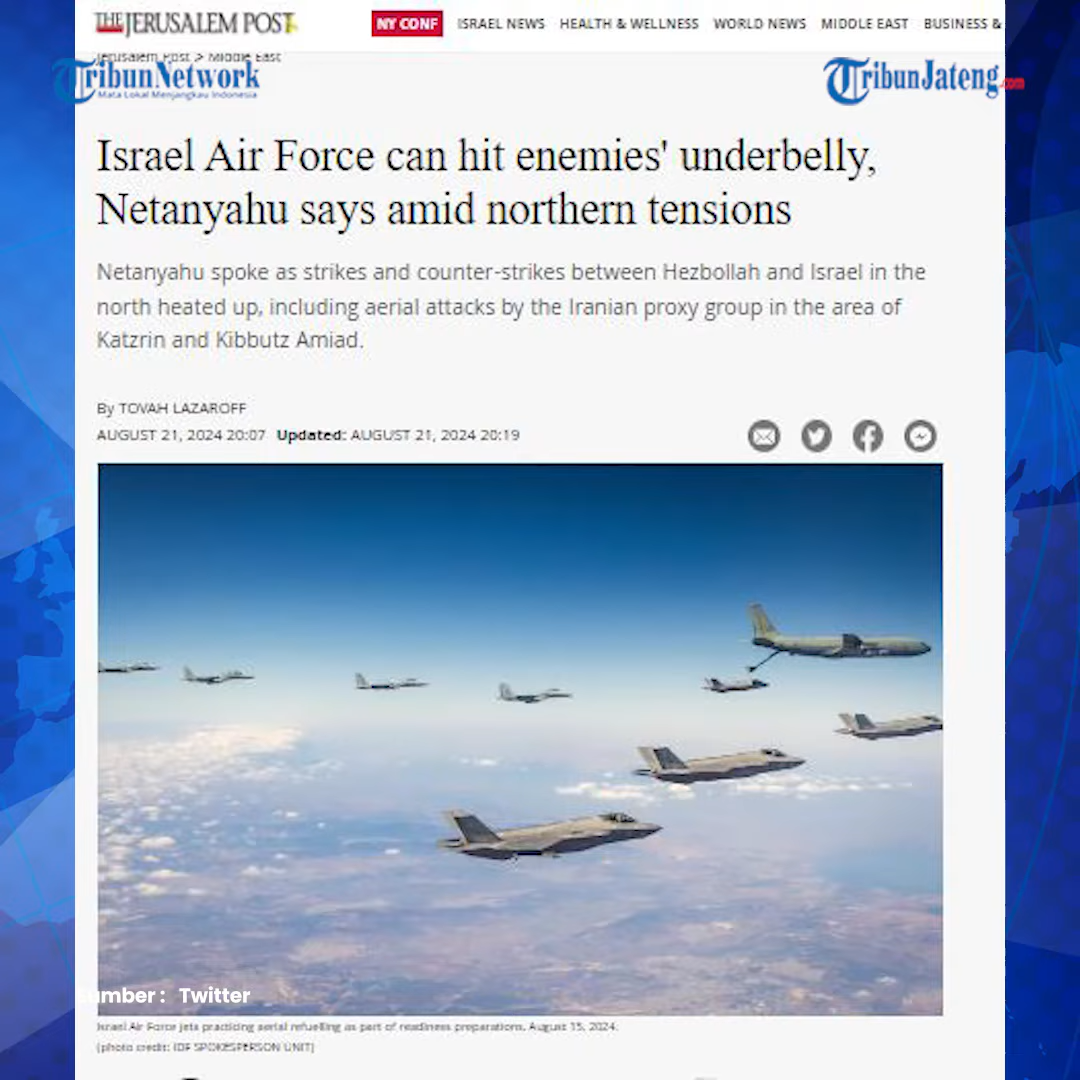 THE JERUSALEM POST
NY CONF ISRAEL NEWS HEALTH & WELLNESS WORLD NEWS MIDDLE EAST BUSINESS &
Jerusalem Post > Middle East
TribunNetwork
Mata Lokal Menjangkau Indonesia
TribunJateng.com
Israel Air Force can hit enemies' underbelly,
Netanyahu says amid northern tensions
Netanyahu spoke as strikes and counter-strikes between Hezbollah and Israel in the
north heated up, including aerial attacks by the Iranian proxy group in the area of
Katzrin and Kibbutz Amiad.
By TOVAH LAZAROFF
AUGUST 21, 2024 20:07 Updated: AUGUST 21, 2024 20:19
Sumber : Twitter
Israel Air Force jets practicing aerial refuelling as part of readiness preparations, August 15, 2024.
(photo credit: IDF SPOKESPERSON UNIT)